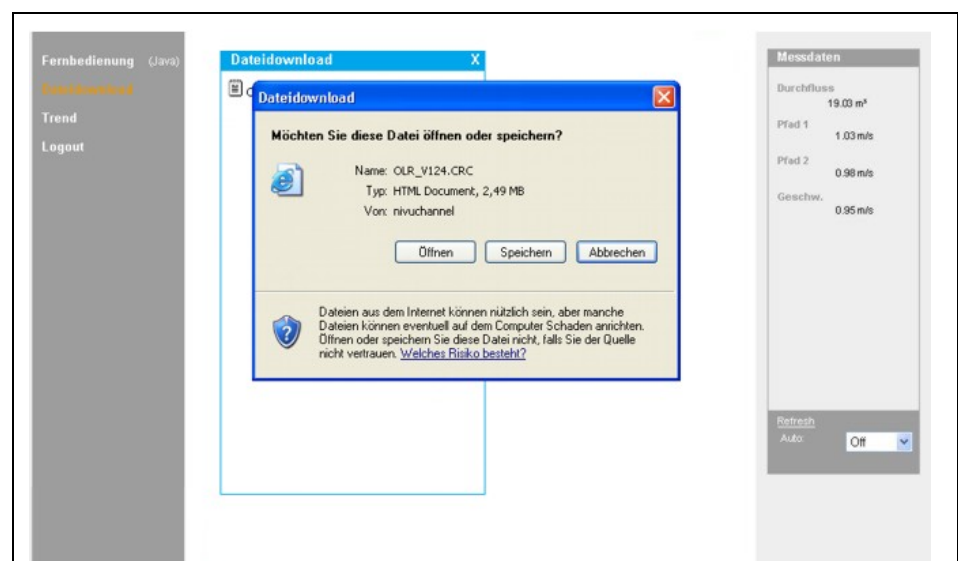 Fernbedienung (Java)
Dateidownload
Trend
Logout
Dateidownload X
Dateidownload
Möchten Sie diese Datei öffnen oder speichern?
Name: OLR_V124.CRC
Typ: HTML Document, 2,49 MB
Von: nivuchannel
Öffnen Speichern Abbrechen
Dateien aus dem Internet können nützlich sein, aber manche
Dateien können eventuell auf dem Computer Schaden anrichten.
Öffnen oder speichern Sie diese Datei nicht, falls Sie der Quelle
nicht vertrauen. Welches Risiko besteht?
Messdaten
Durchfluss
19.03 m³
Pfad 1
1.03 m/s
Pfad 2
0.98 m/s
Geschw.
0.95 m/s
Refresh
Auto: Off